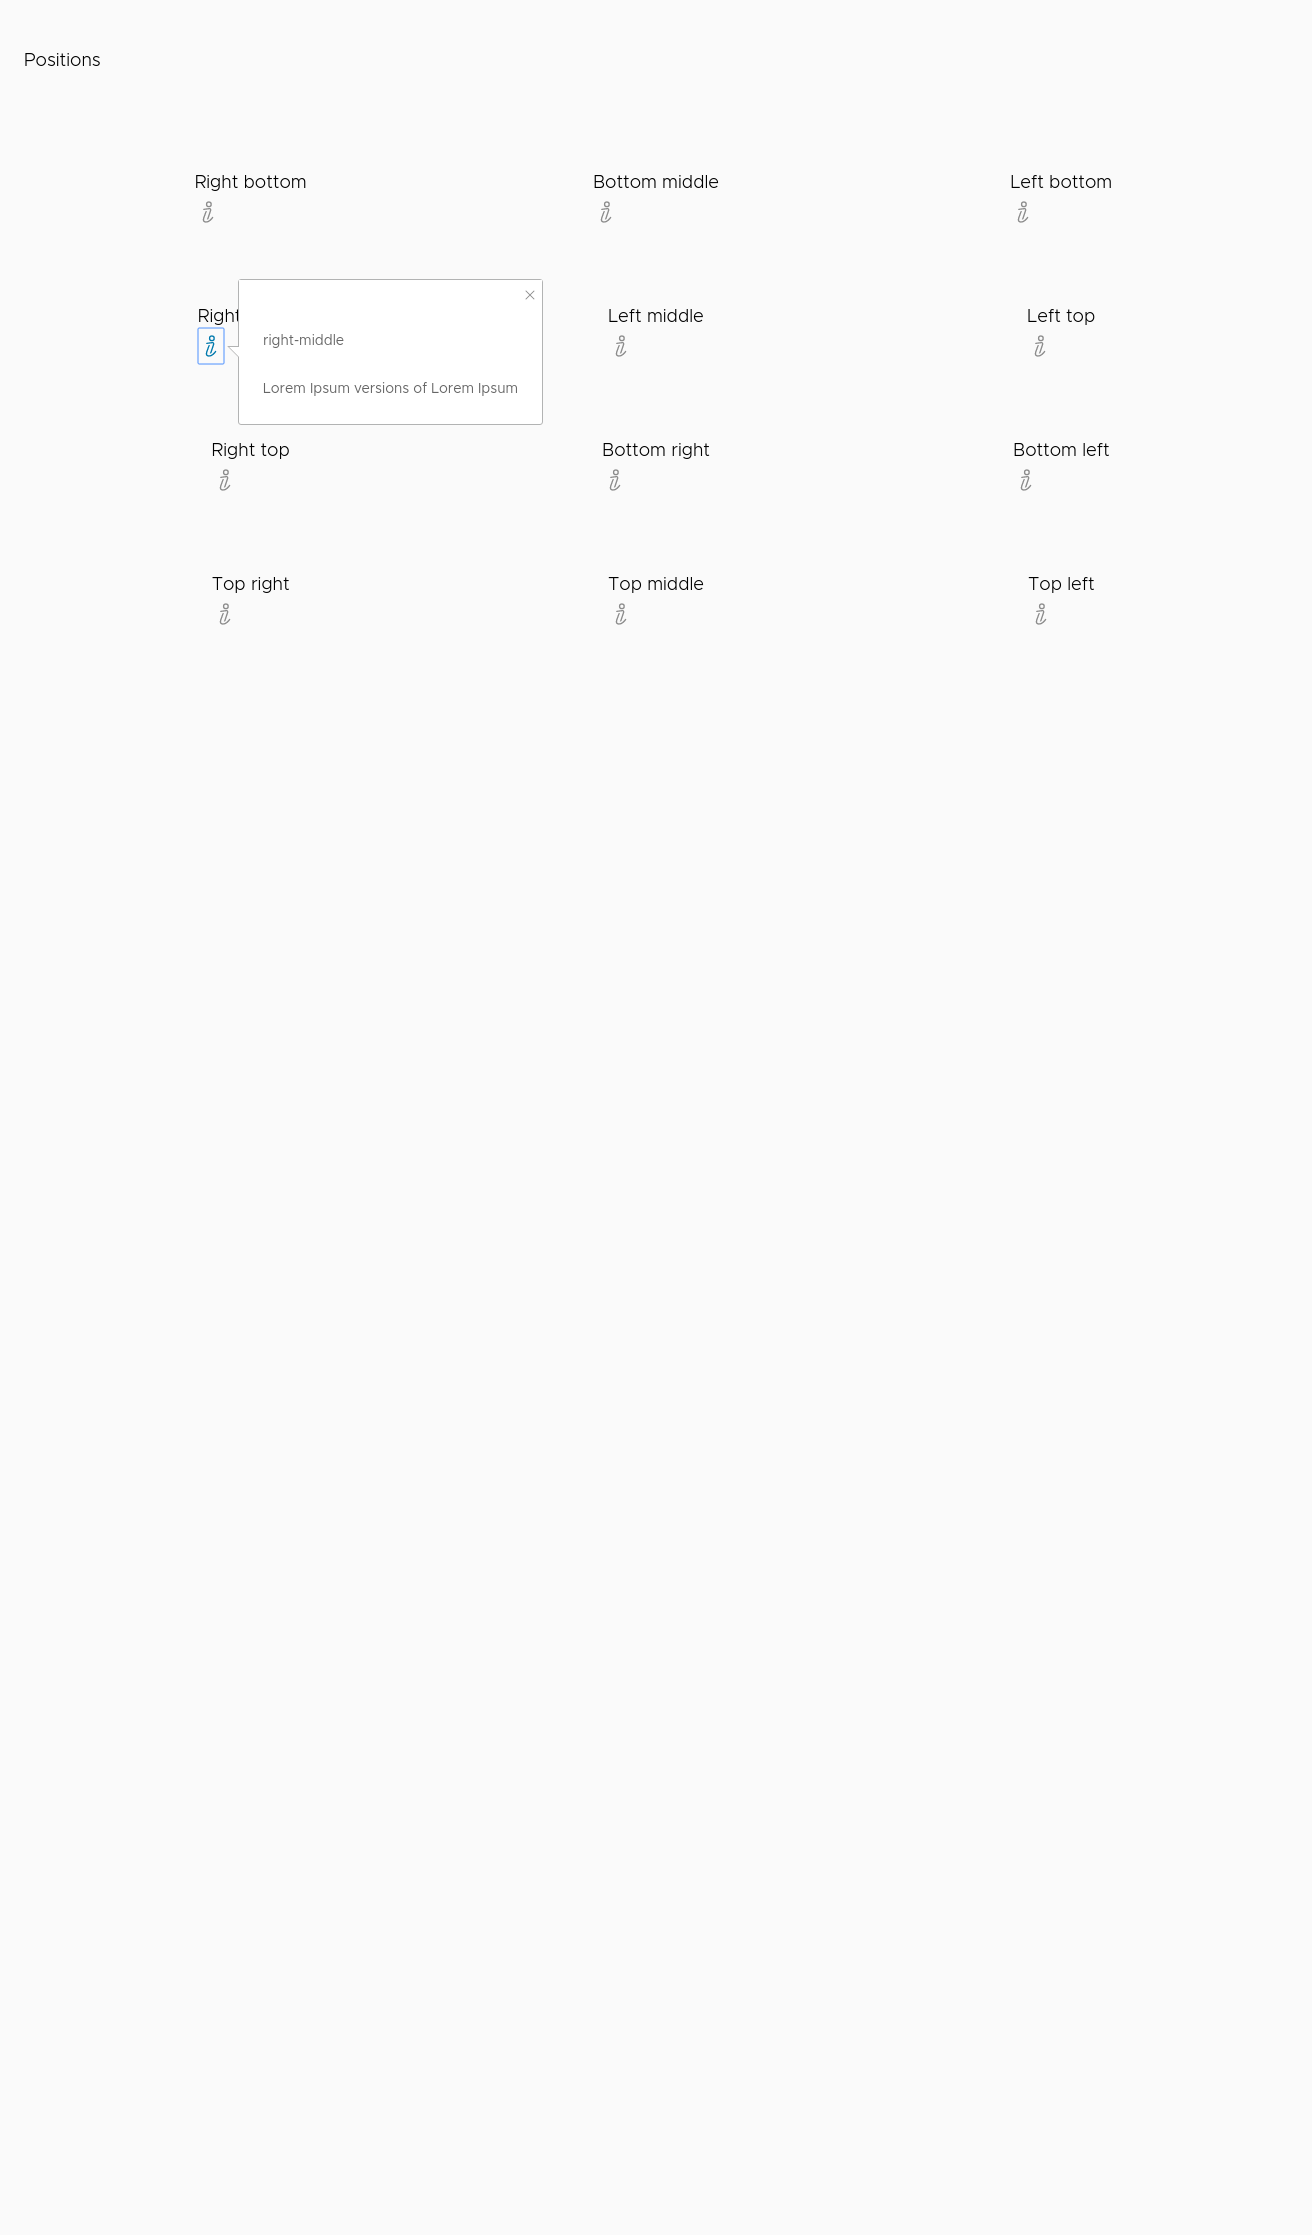 Positions
Right bottom
Bottom middle
Left bottom
Right
Left middle
Left top
right-middle
Lorem Ipsum versions of Lorem Ipsum
Right top
Bottom right
Bottom left
Top right
Top middle
Top left